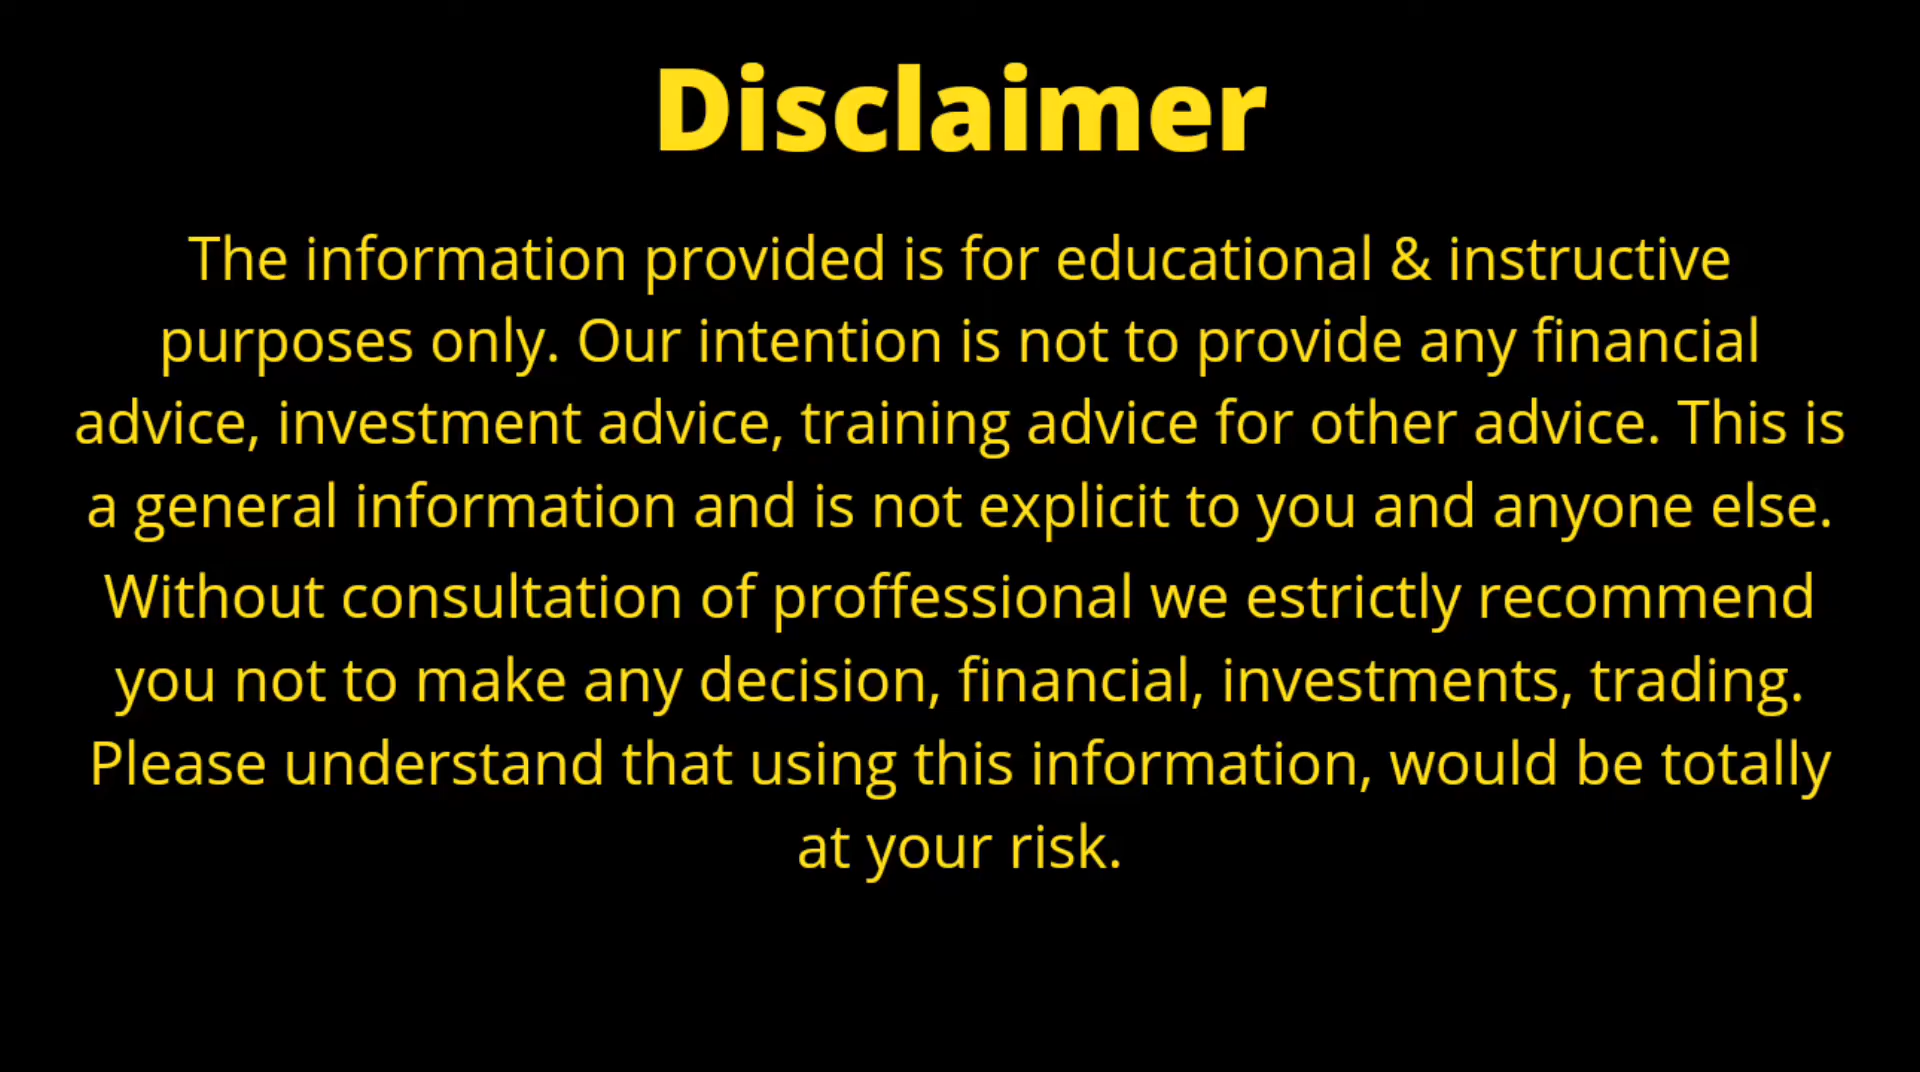 Disclaimer
The information provided is for educational & instructive
purposes only. Our intention is not to provide any financial
advice, investment advice, training advice for other advice. This is
a general information and is not explicit to you and anyone else.
Without consultation of proffessional we estrictly recommend
you not to make any decision, financial, investments, trading.
Please understand that using this information, would be totally
at your risk.